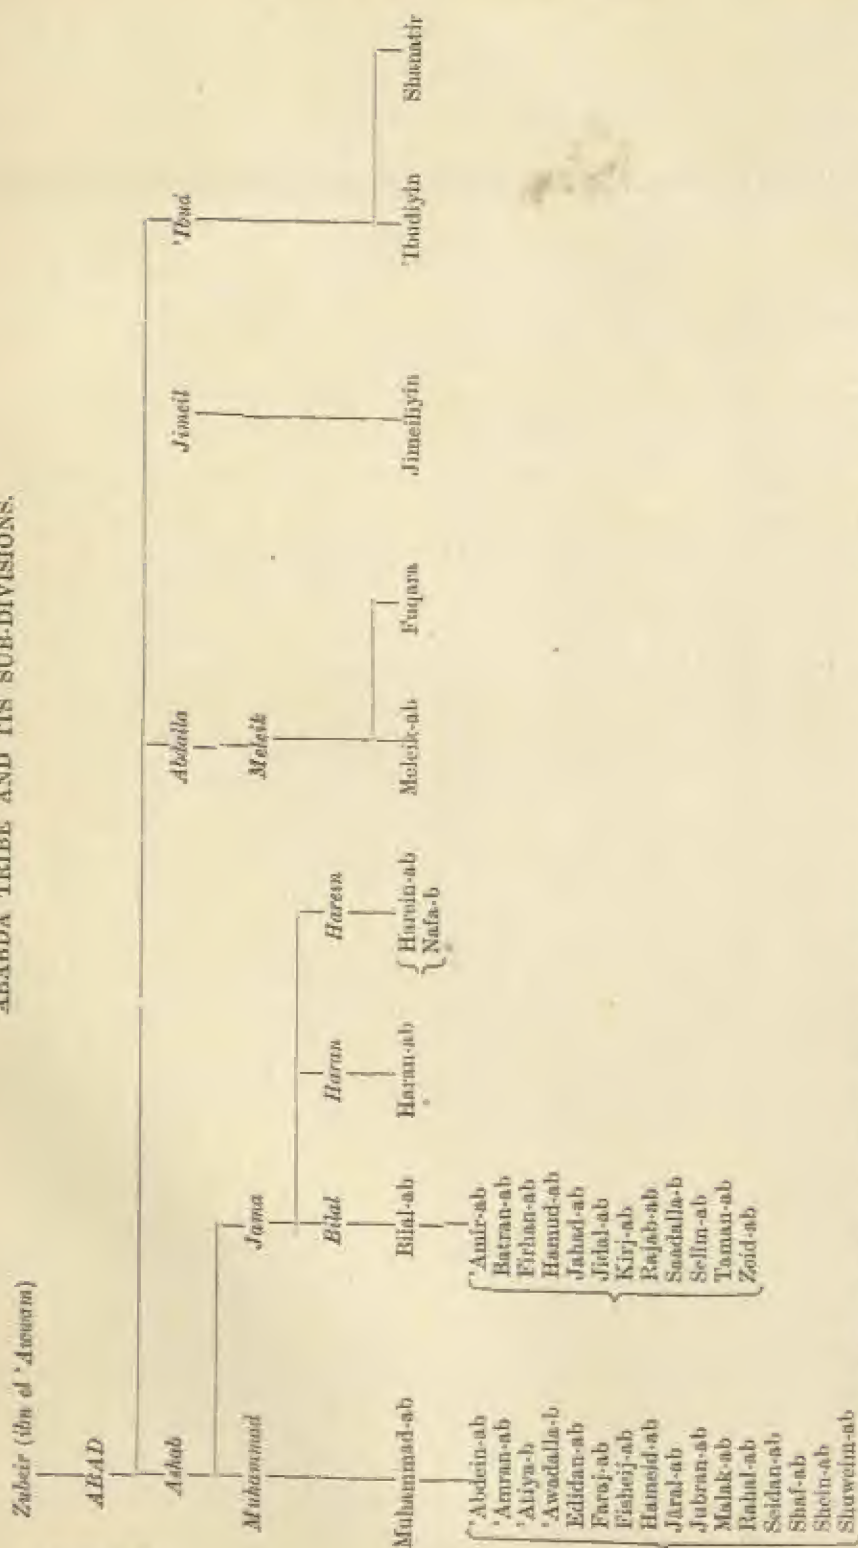 ABABDA TRIBE AND ITS SUB-DIVISIONS.
Zubeir (ibn el 'Awwam)
ABAD
Ashab
Abdaila
Jimeil
'Ibud
Muhammad
Jama
Meleik
Bilal
Haran
Harein
Muhammad-ab
Bilal-ab
Haran-ab
Harein-ab
Nafa-b
Meleik-ab
Fuqara
Jimeiliyin
'Ibudiyin
Shanatir
'Abdein-ab
'Amran-ab
'Atiya-b
'Awadalla-b
Edidan-ab
Faraj-ab
Fisheij-ab
Hameid-ab
Jaral-ab
Jubran-ab
Malak-ab
Rahal-ab
Seidan-ab
Shaf-ab
Shein-ab
Shuweim-ab
'Amir-ab
Batran-ab
Firhan-ab
Hamud-ab
Jahad-ab
Jidal-ab
Kirj-ab
Rajab-ab
Saadalla-b
Selim-ab
Taman-ab
Zeid-ab